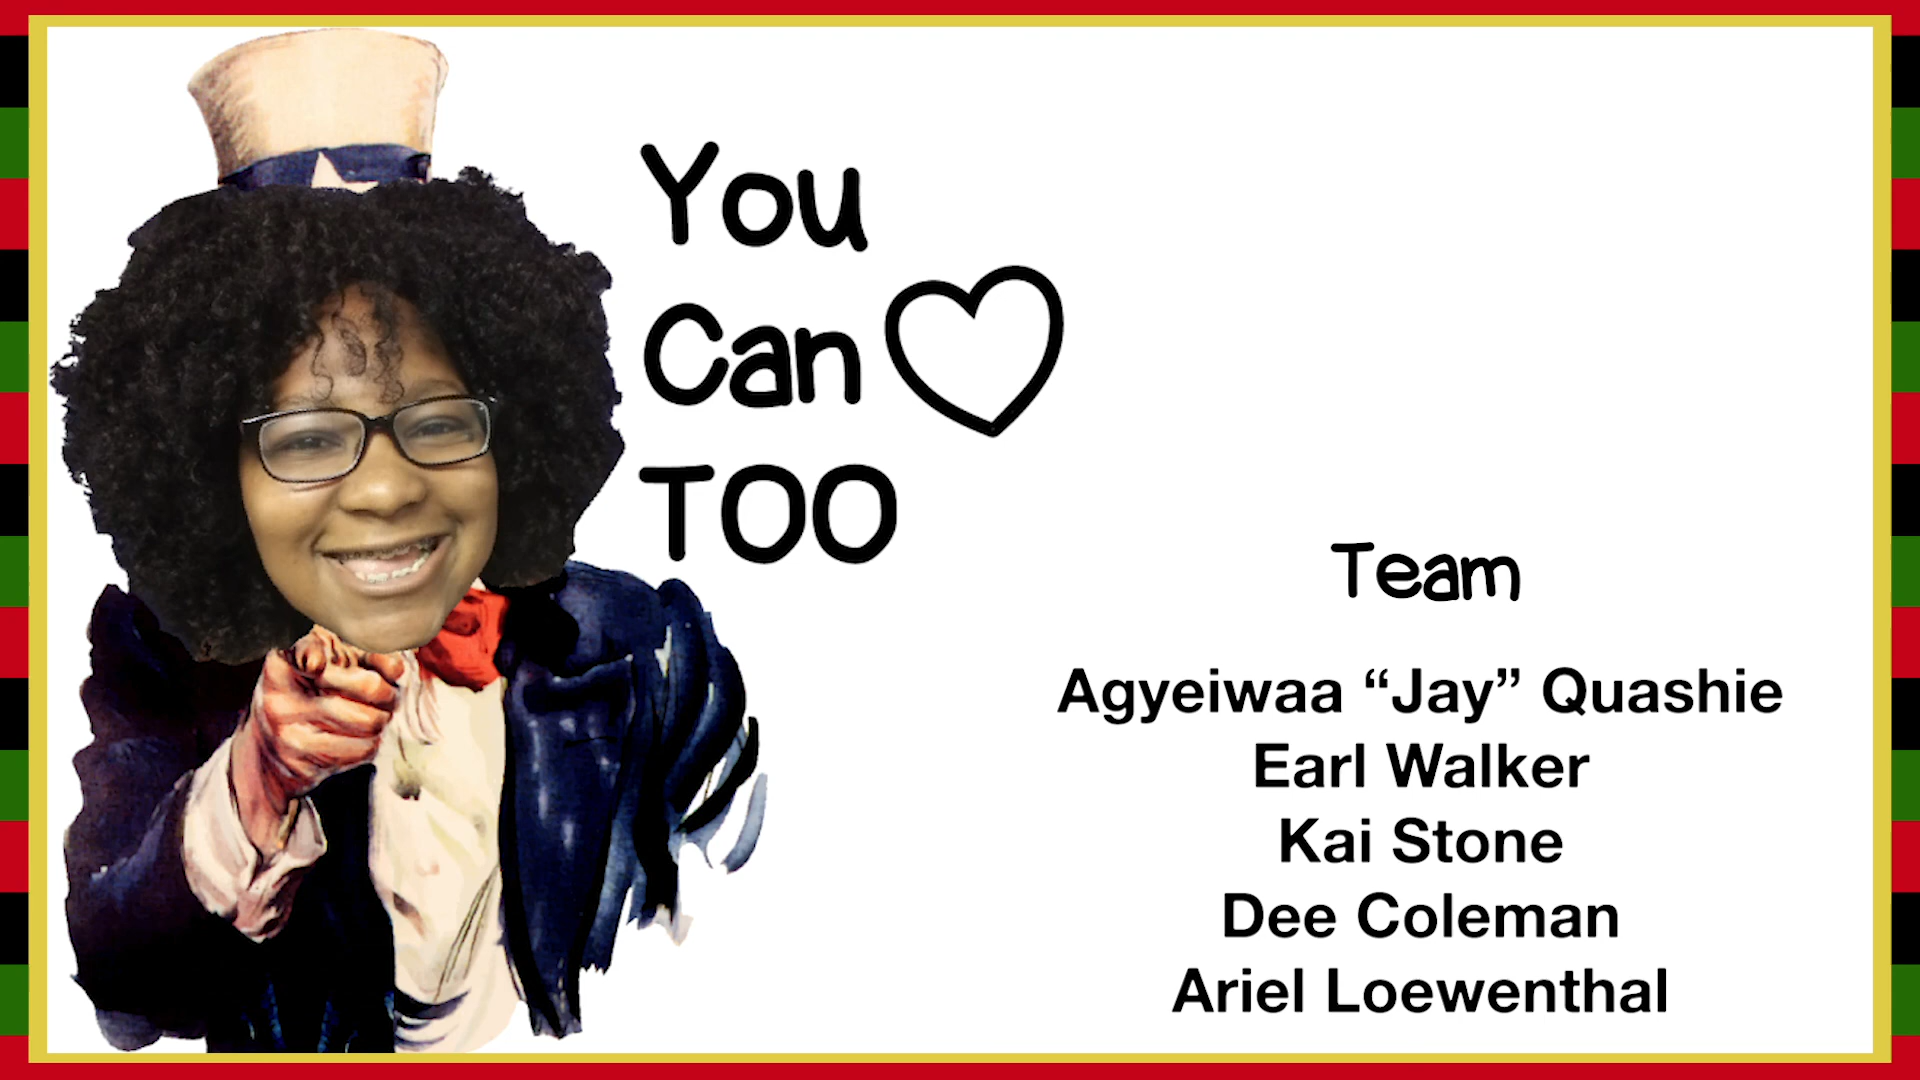 You
Can
TOO
Team
Agyeiwaa “Jay” Quashie
Earl Walker
Kai Stone
Dee Coleman
Ariel Loewenthal